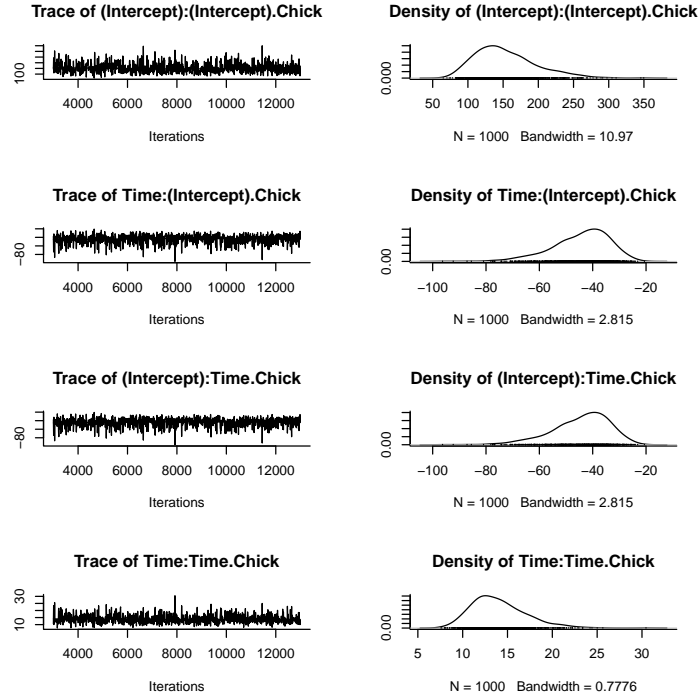 Trace of (Intercept):(Intercept).Chick
100
4000 6000 8000 10000 12000
Iterations
Density of (Intercept):(Intercept).Chick
0.000
50 100 150 200 250 300 350
N = 1000 Bandwidth = 10.97
Trace of Time:(Intercept).Chick
−80
4000 6000 8000 10000 12000
Iterations
Density of Time:(Intercept).Chick
0.00
−100 −80 −60 −40 −20
N = 1000 Bandwidth = 2.815
Trace of (Intercept):Time.Chick
−80
4000 6000 8000 10000 12000
Iterations
Density of (Intercept):Time.Chick
0.00
−100 −80 −60 −40 −20
N = 1000 Bandwidth = 2.815
Trace of Time:Time.Chick
30
10
4000 6000 8000 10000 12000
Iterations
Density of Time:Time.Chick
0.00
5 10 15 20 25 30
N = 1000 Bandwidth = 0.7776